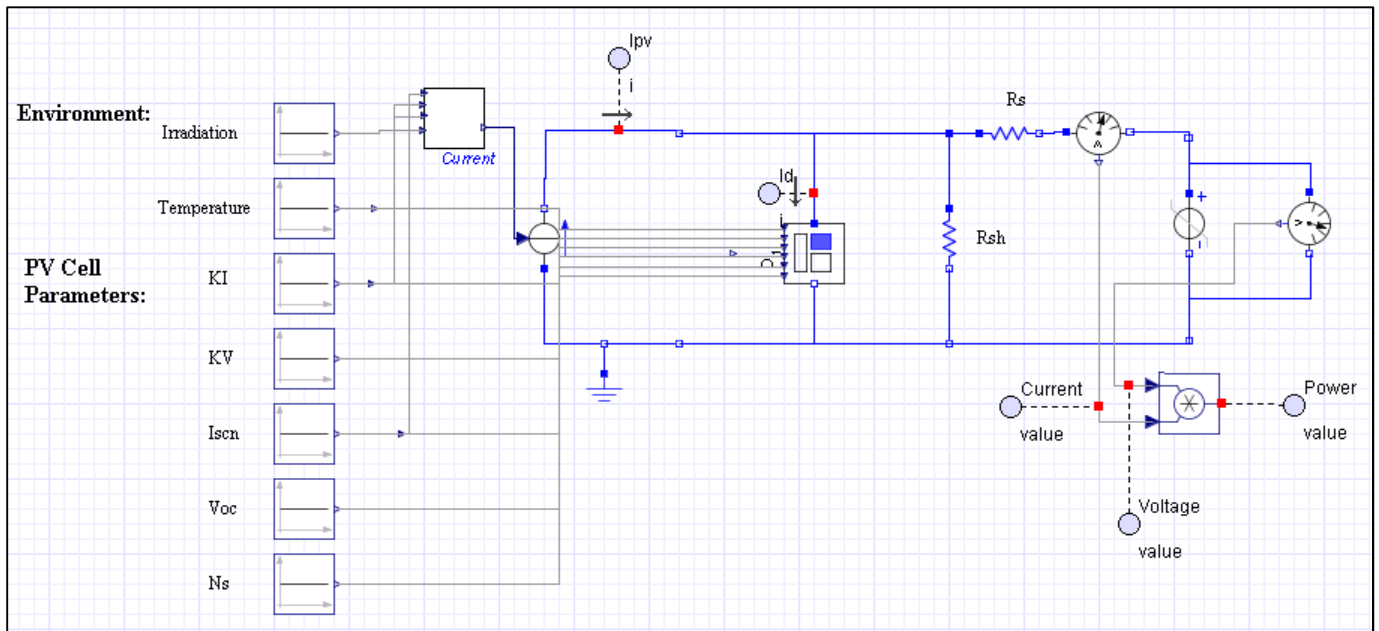 Environment:
Irradiation
Temperature
PV Cell
Parameters:
KI
KV
Iscn
Voc
Ns
Current
Ipv
i
Id
i
Rs
A
Rsh
+
-
V
Current
value
Voltage
value
Power
value